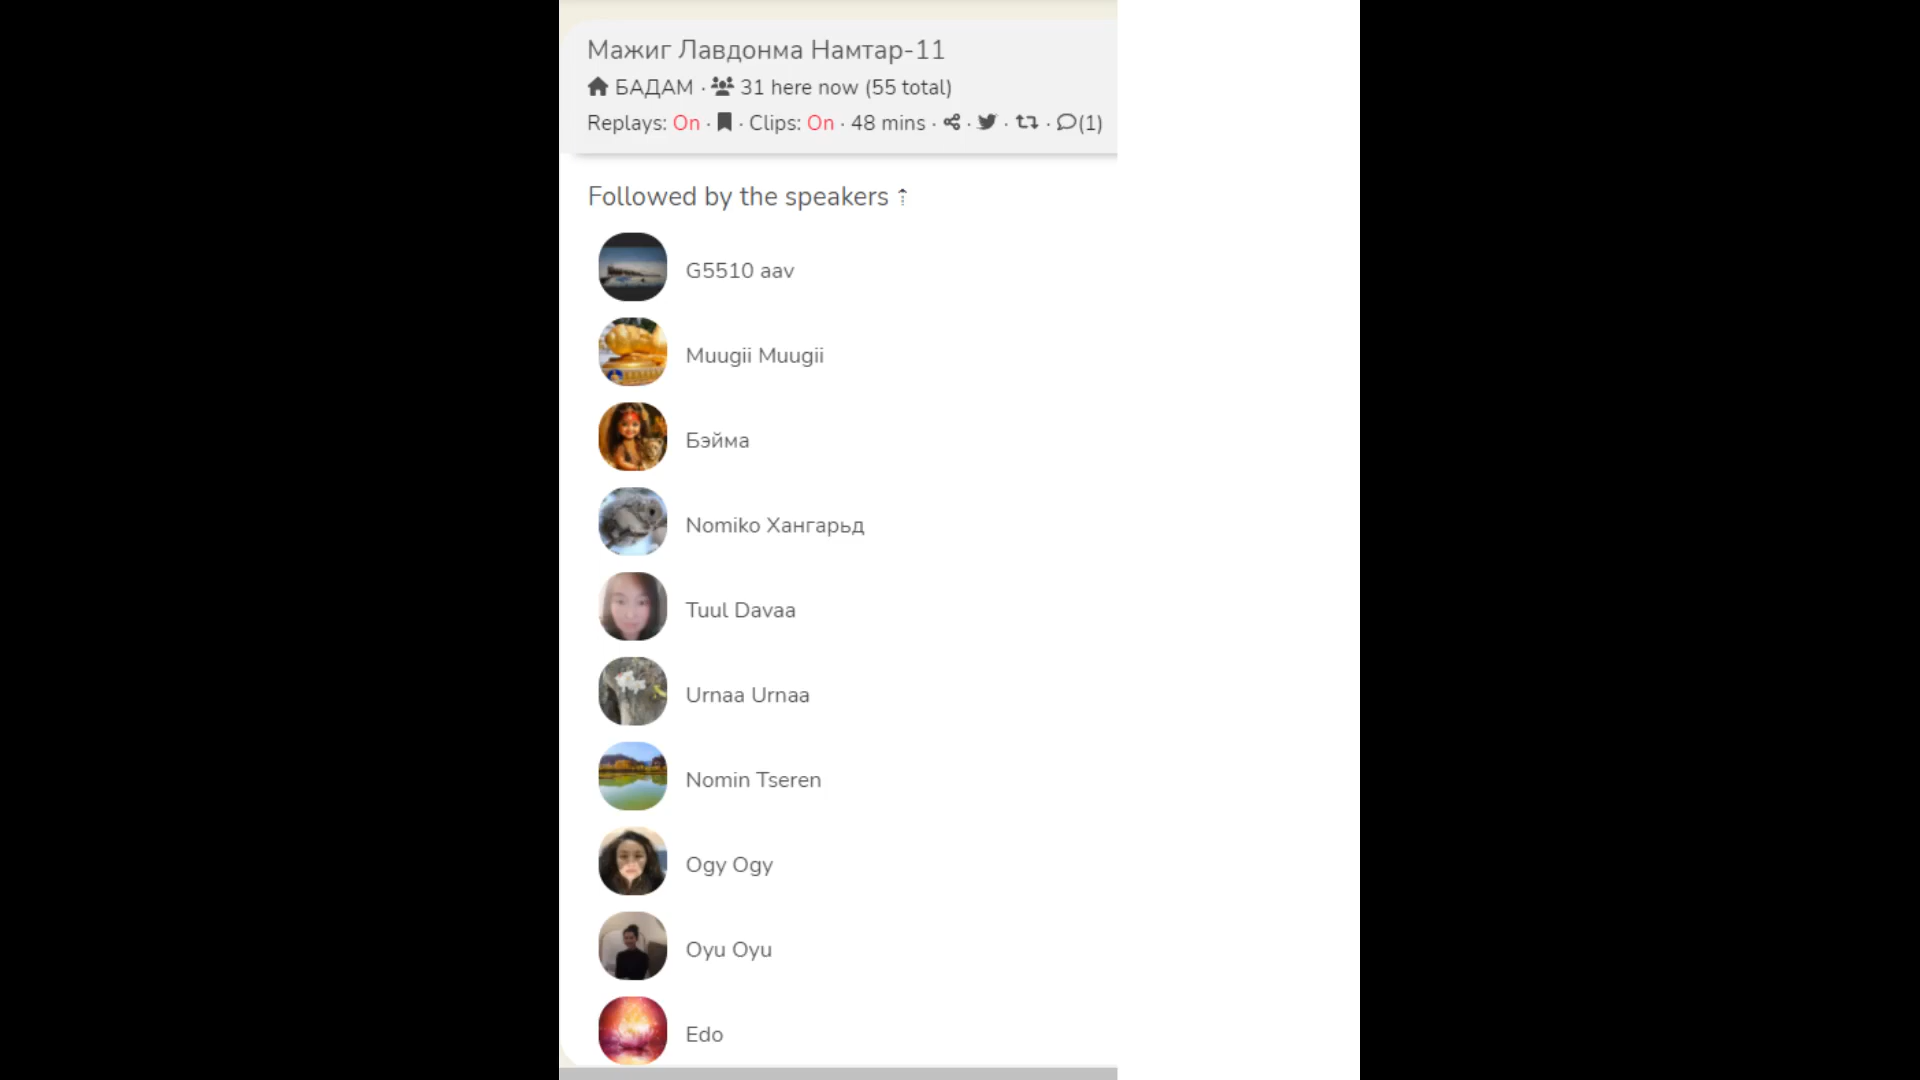 Мажиг Лавдонма Намтар-11
БАДАМ · 31 here now (55 total)
Replays: On · · Clips: On · 48 mins · · · · (1)
Followed by the speakers ⇡
G5510 aav
Muugii Muugii
Бэйма
Nomiko Хангарьд
Tuul Davaa
Urnaa Urnaa
Nomin Tseren
Ogy Ogy
Oyu Oyu
Edo